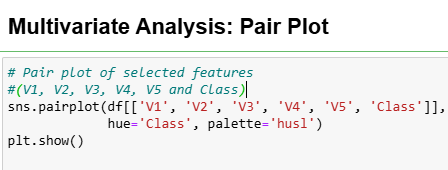 Multivariate Analysis: Pair Plot
# Pair plot of selected features
#(V1, V2, V3, V4, V5 and Class)
sns.pairplot(df[['V1', 'V2', 'V3', 'V4', 'V5', 'Class']],
hue='Class', palette='husl')
plt.show()